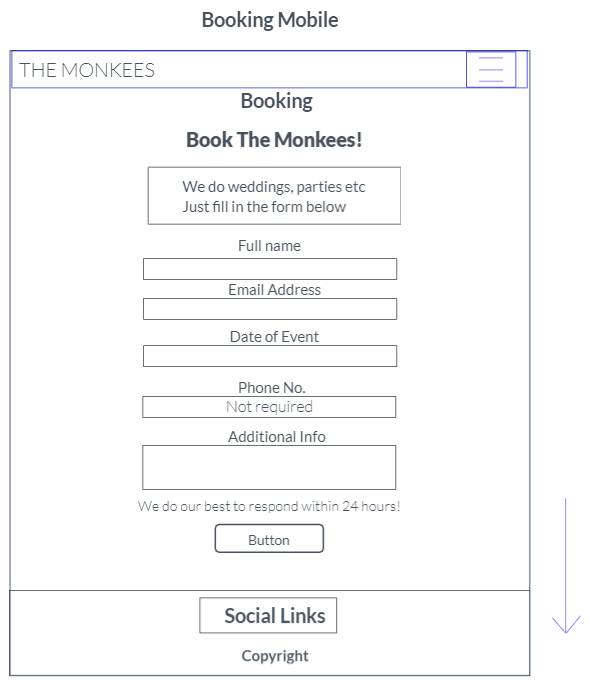 Booking Mobile
THE MONKEES
Booking
Book The Monkees!
We do weddings, parties etc
Just fill in the form below
Full name
Email Address
Date of Event
Phone No.
Not required
Additional Info
We do our best to respond within 24 hours!
Button
Social Links
Copyright